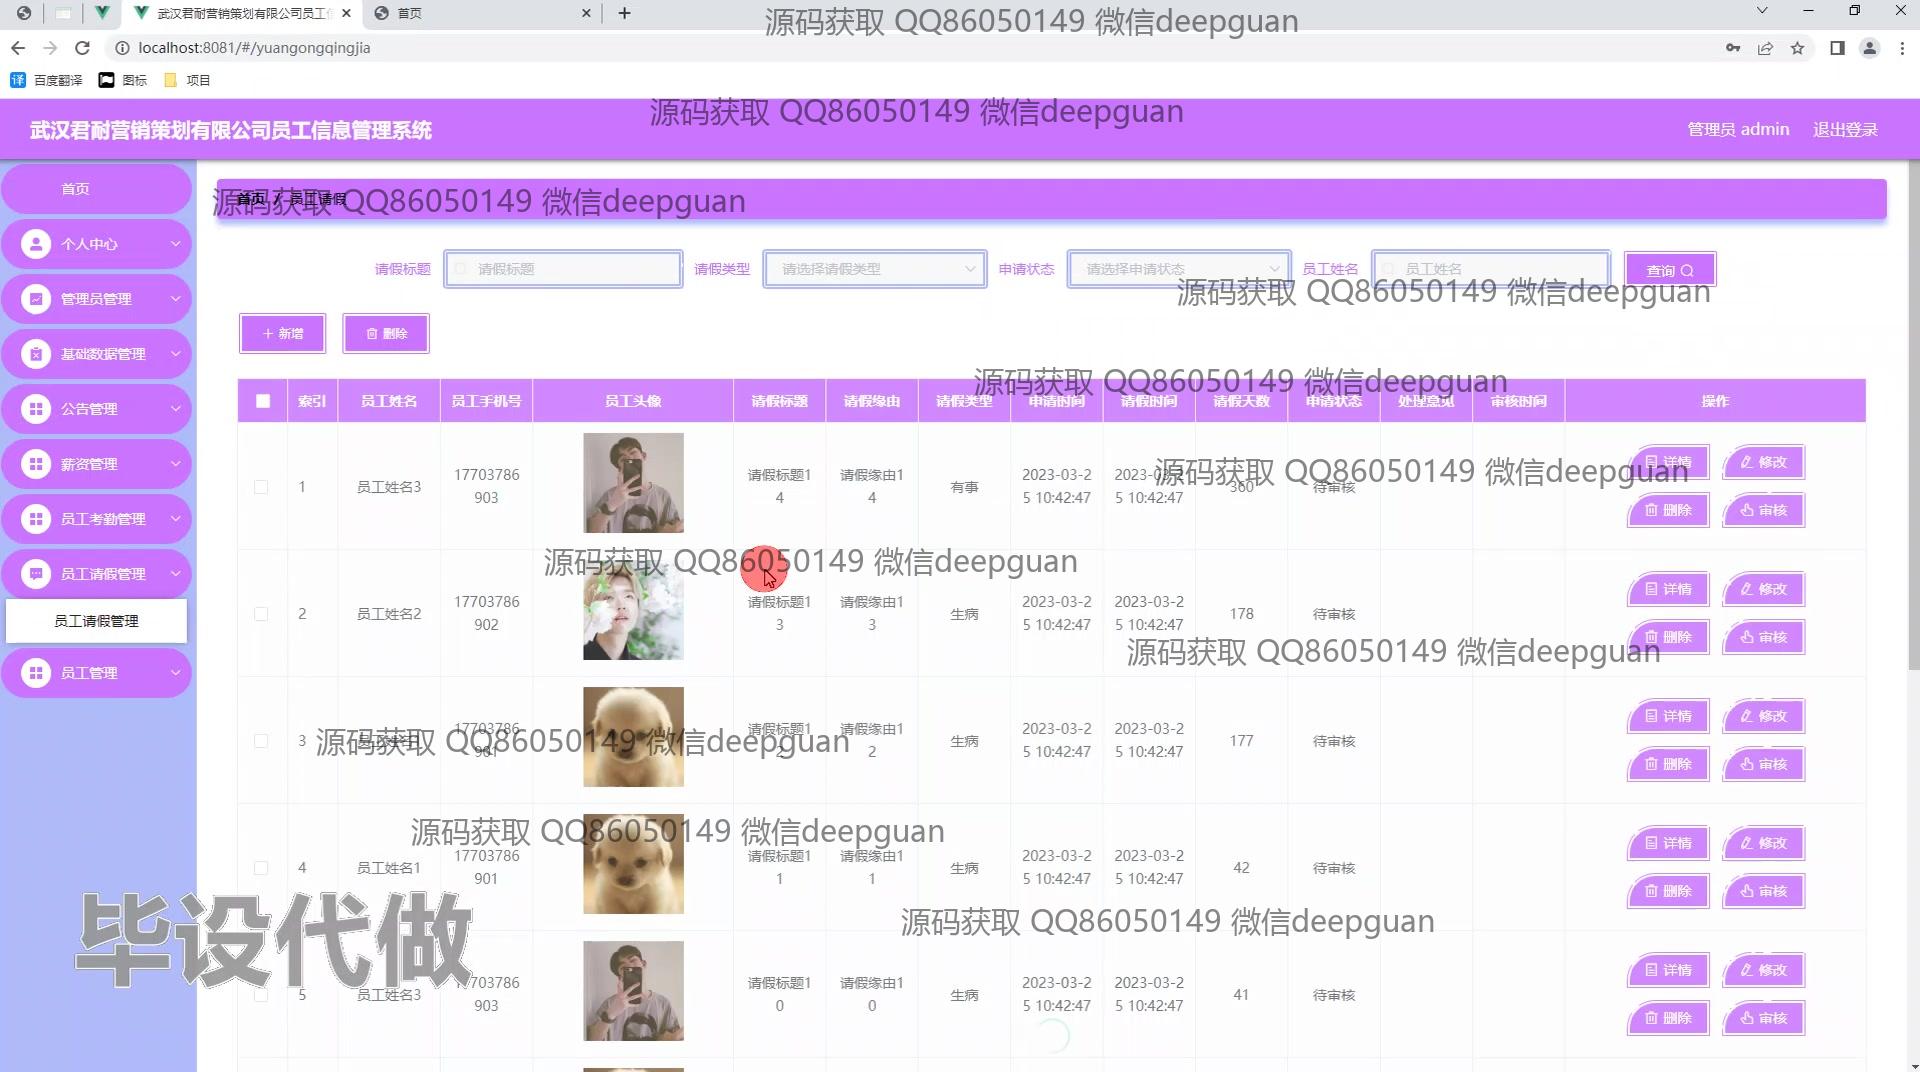 武汉君耐营销策划有限公司员工信
首页
源码获取 QQ86050149 微信deepguan
localhost:8081/#/yuangongqingjia
百度翻译
图标
项目
武汉君耐营销策划有限公司员工信息管理系统
源码获取 QQ86050149 微信deepguan
管理员 admin
退出登录
首页
个人中心
管理员管理
基础数据管理
公告管理
薪资管理
员工考勤管理
员工请假管理
员工请假管理
员工管理
首页 / 员工请假
源码获取 QQ86050149 微信deepguan
请假标题 请假标题 请假类型 请选择请假类型 申请状态 请选择申请状态 员工姓名 员工姓名 查询
源码获取 QQ86050149 微信deepguan
新增 删除
源码获取 QQ86050149 微信deepguan
索引 员工姓名 员工手机号 员工头像 请假标题 请假缘由 请假类型 申请时间 请假时间 请假天数 申请状态 处理意见 审核时间 操作
1 员工姓名3 17703786903 请假标题14 请假缘由14 有事 2023-03-25 10:42:47 2023-03-25 10:42:47 360 待审核 详情 修改 删除 审核
源码获取 QQ86050149 微信deepguan
源码获取 QQ86050149 微信deepguan
2 员工姓名2 17703786902 请假标题13 请假缘由13 生病 2023-03-25 10:42:47 2023-03-25 10:42:47 178 待审核 详情 修改 删除 审核
源码获取 QQ86050149 微信deepguan
3 员工姓名1 17703786901 请假标题12 请假缘由12 生病 2023-03-25 10:42:47 2023-03-25 10:42:47 177 待审核 详情 修改 删除 审核
源码获取 QQ86050149 微信deepguan
源码获取 QQ86050149 微信deepguan
4 员工姓名1 17703786901 请假标题11 请假缘由11 生病 2023-03-25 10:42:47 2023-03-25 10:42:47 42 待审核 详情 修改 删除 审核
源码获取 QQ86050149 微信deepguan
毕设代做
5 员工姓名3 17703786903 请假标题10 请假缘由10 生病 2023-03-25 10:42:47 2023-03-25 10:42:47 41 待审核 详情 修改 删除 审核